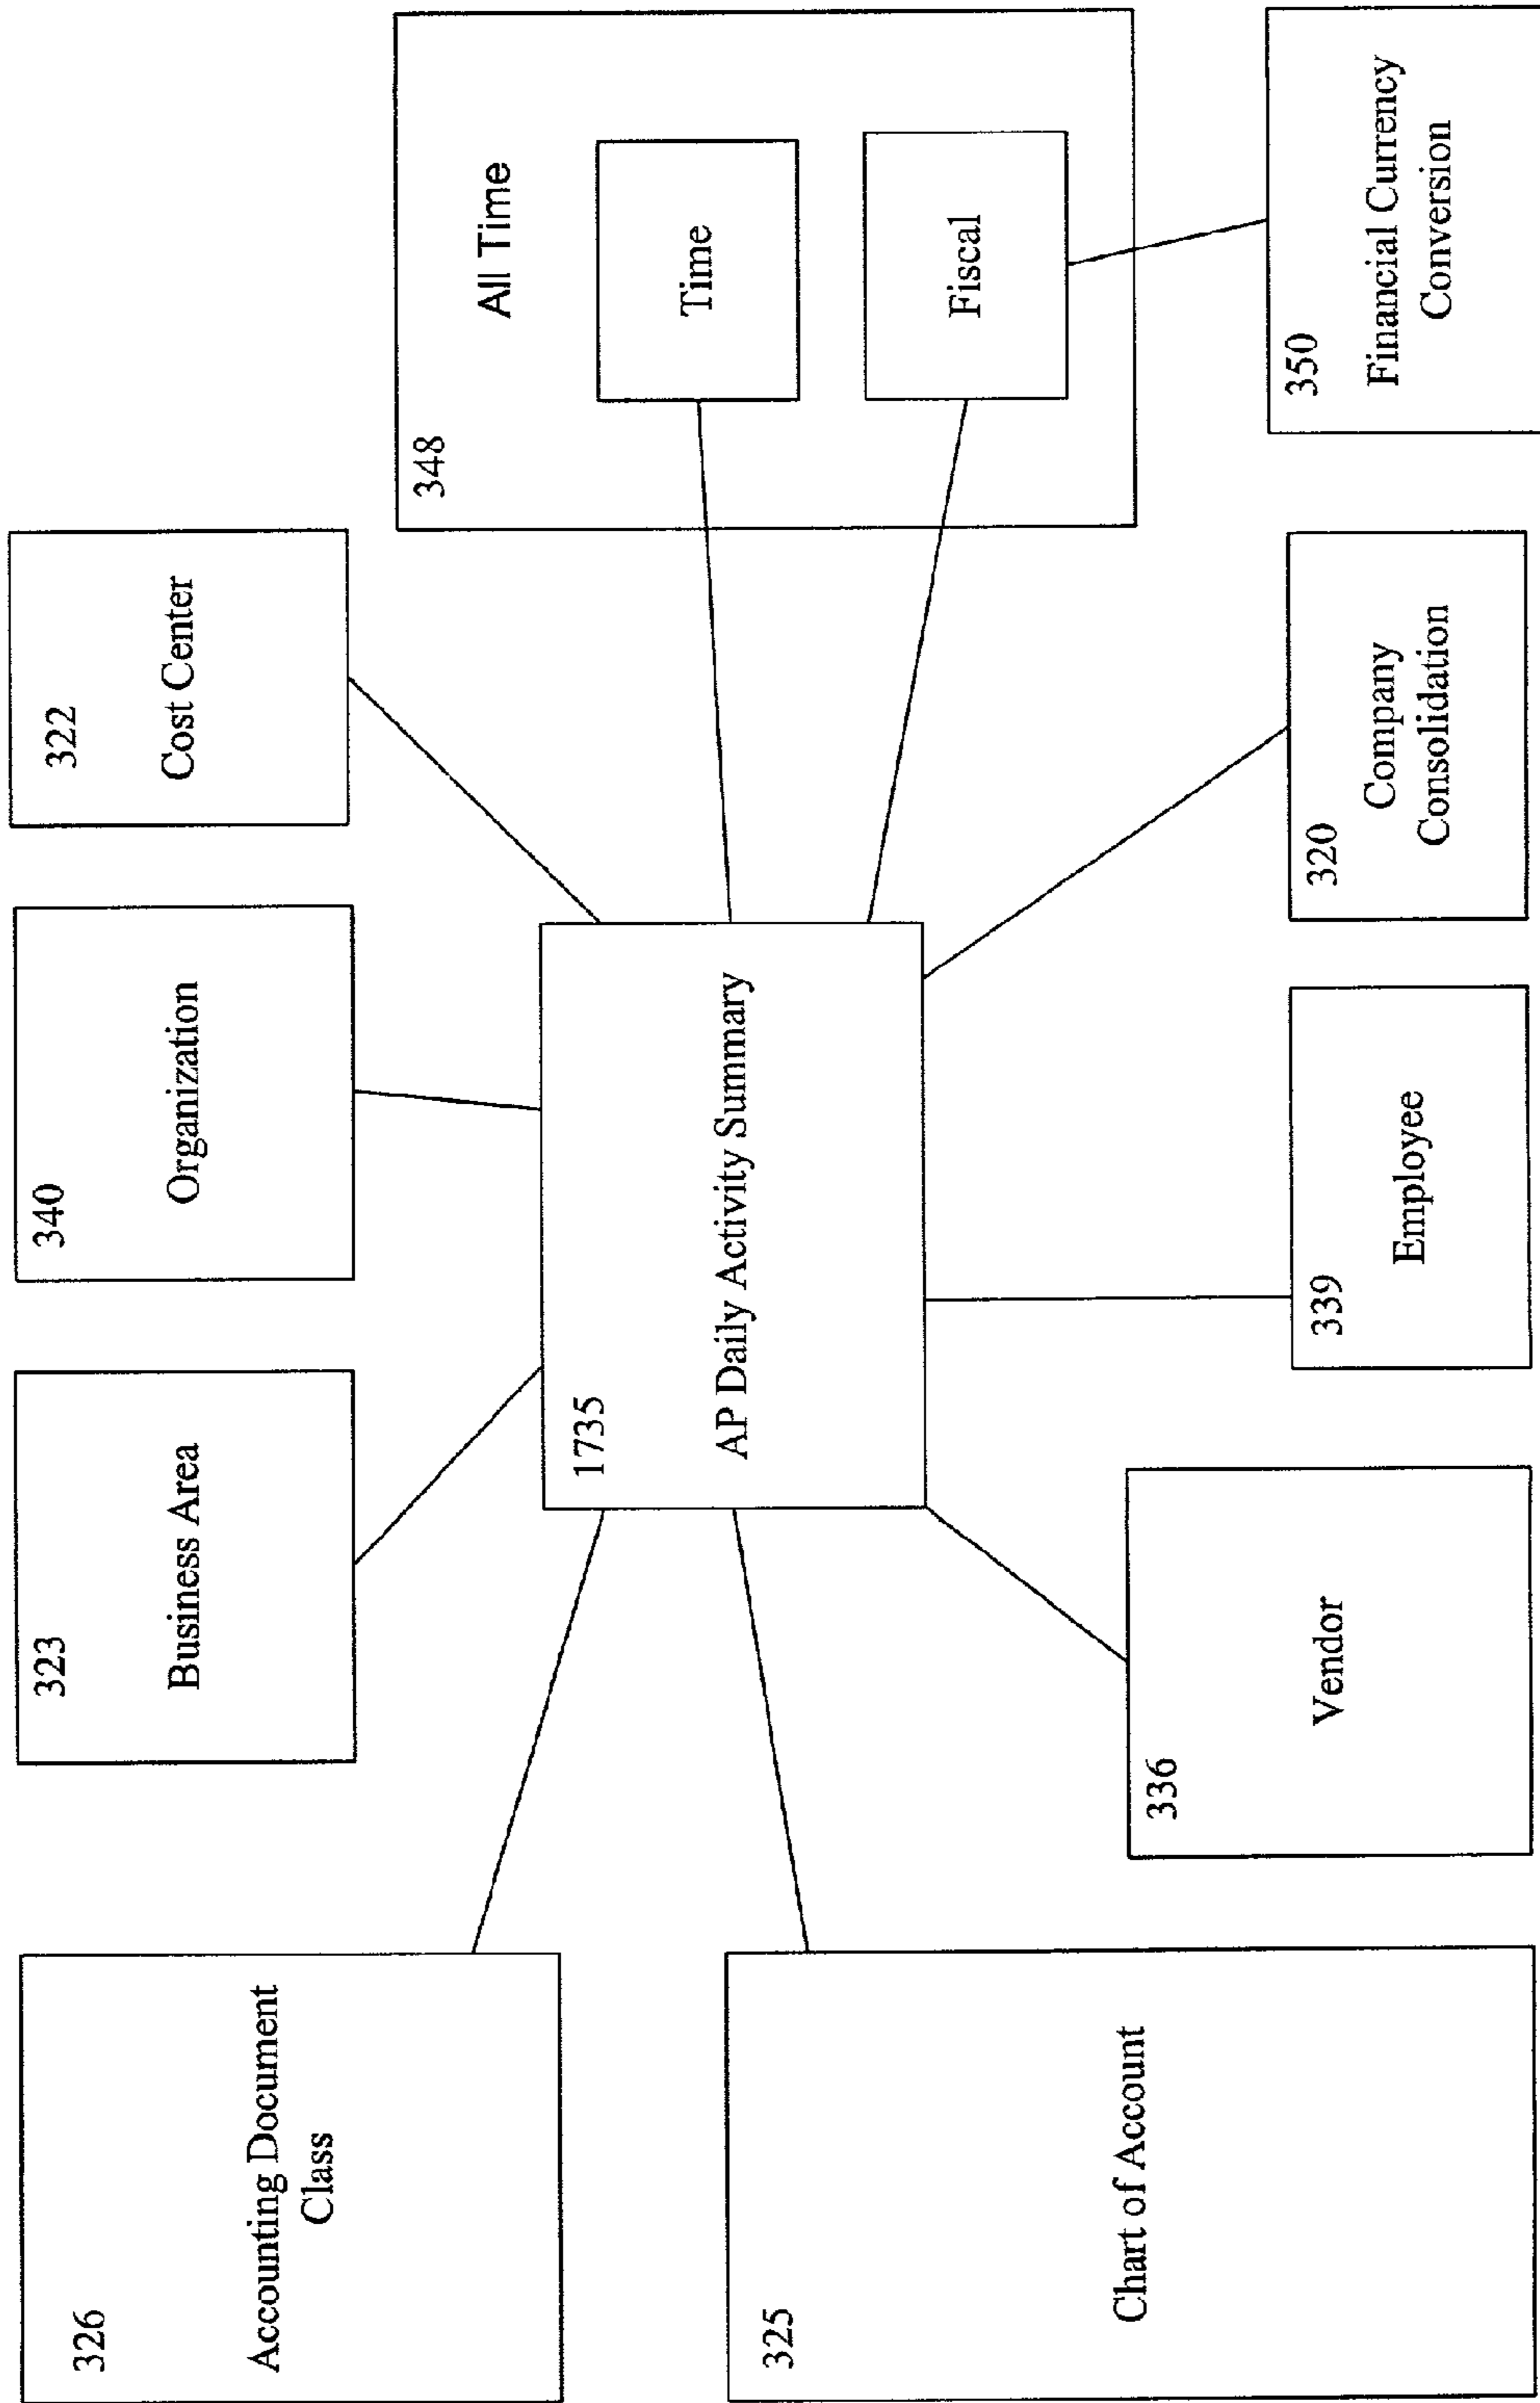 326
Accounting Document
Class
323
Business Area
340
Organization
322
Cost Center
348
All Time
Time
Fiscal
1735
AP Daily Activity Summary
325
Chart of Account
336
Vendor
339
Employee
320
Company
Consolidation
350
Financial Currency
Conversion